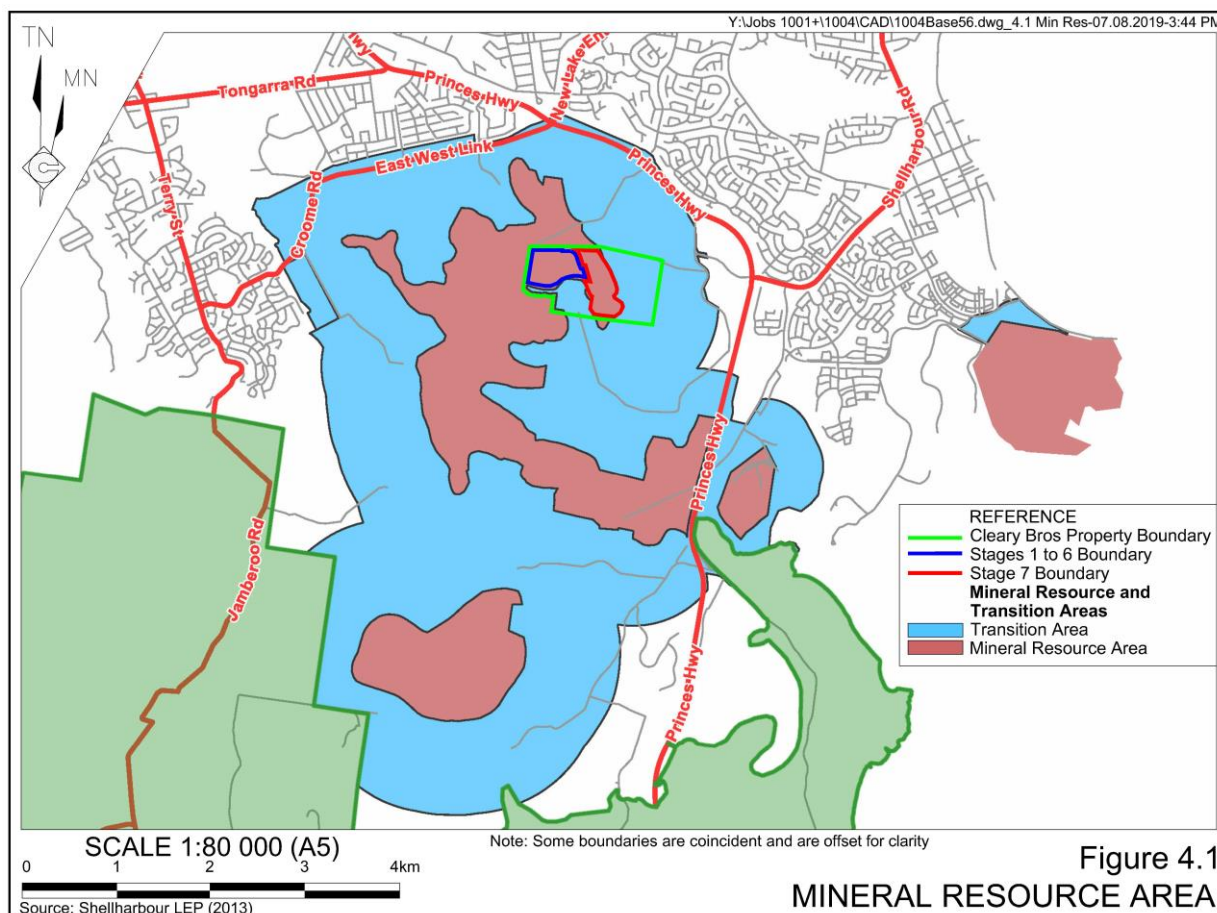 Y:\Jobs 1001+\1004\CAD\1004Base56.dwg_4.1 Min Res-07.08.2019-3:44 PM
TN
MN
Tongarra Rd
Princes Hwy
New Lake En
Shellharbour Rd
East West Link
Princes Hwy
Terry St
Croome Rd
Princes Hwy
Jamberoo Rd
Princes Hwy
REFERENCE
Cleary Bros Property Boundary
Stages 1 to 6 Boundary
Stage 7 Boundary
Mineral Resource and
Transition Areas
Transition Area
Mineral Resource Area
SCALE 1:80 000 (A5)
0 1 2 3 4km
Source: Shellharbour LEP (2013)
Note: Some boundaries are coincident and are offset for clarity
Figure 4.1
MINERAL RESOURCE AREA